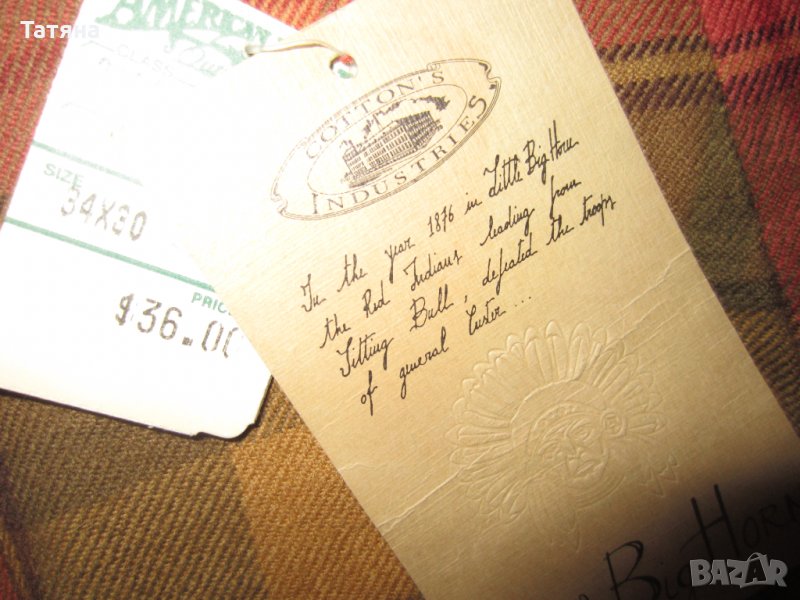 Татяна
AMERICAN
CLASS
SIZE
34X30
PRICE
$36.00
COTTON'S
INDUSTRIES
In the year 1876 in Little Big Horn
the Red Indians leading from
Sitting Bull, defeated the troops
of general Custer...
Big Horn
BAZAR